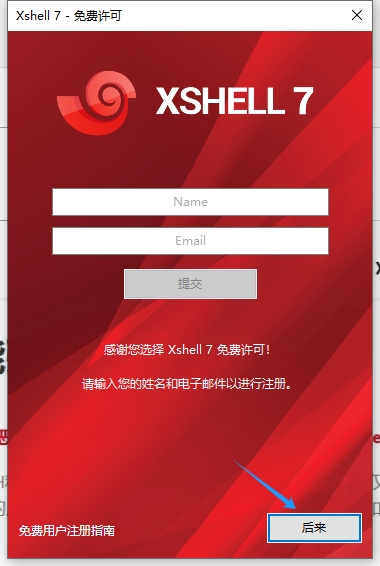 Xshell 7 - 免费许可
XSHELL 7
Name
Email
提交
感谢您选择 Xshell 7 免费许可！
请输入您的姓名和电子邮件以进行注册。
免费用户注册指南
后来